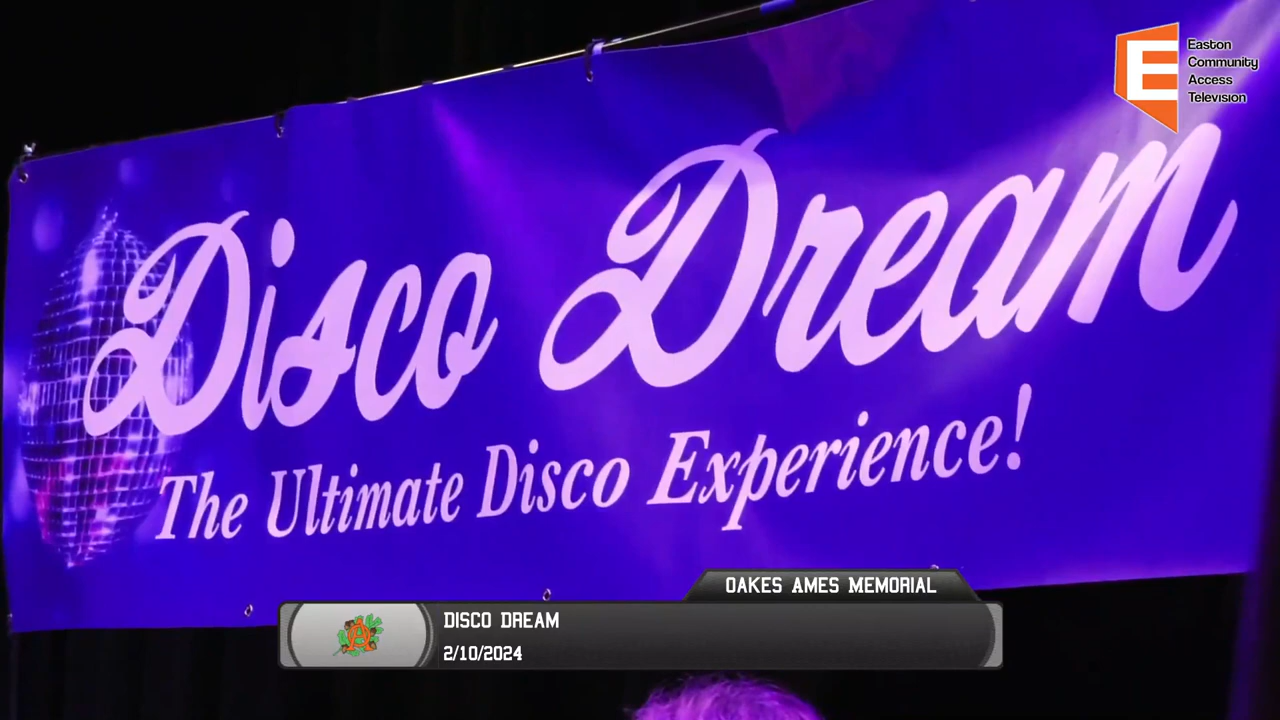 Easton
Community
Access
Television
Disco Dream
The Ultimate Disco Experience!
OAKES AMES MEMORIAL
DISCO DREAM
2/10/2024